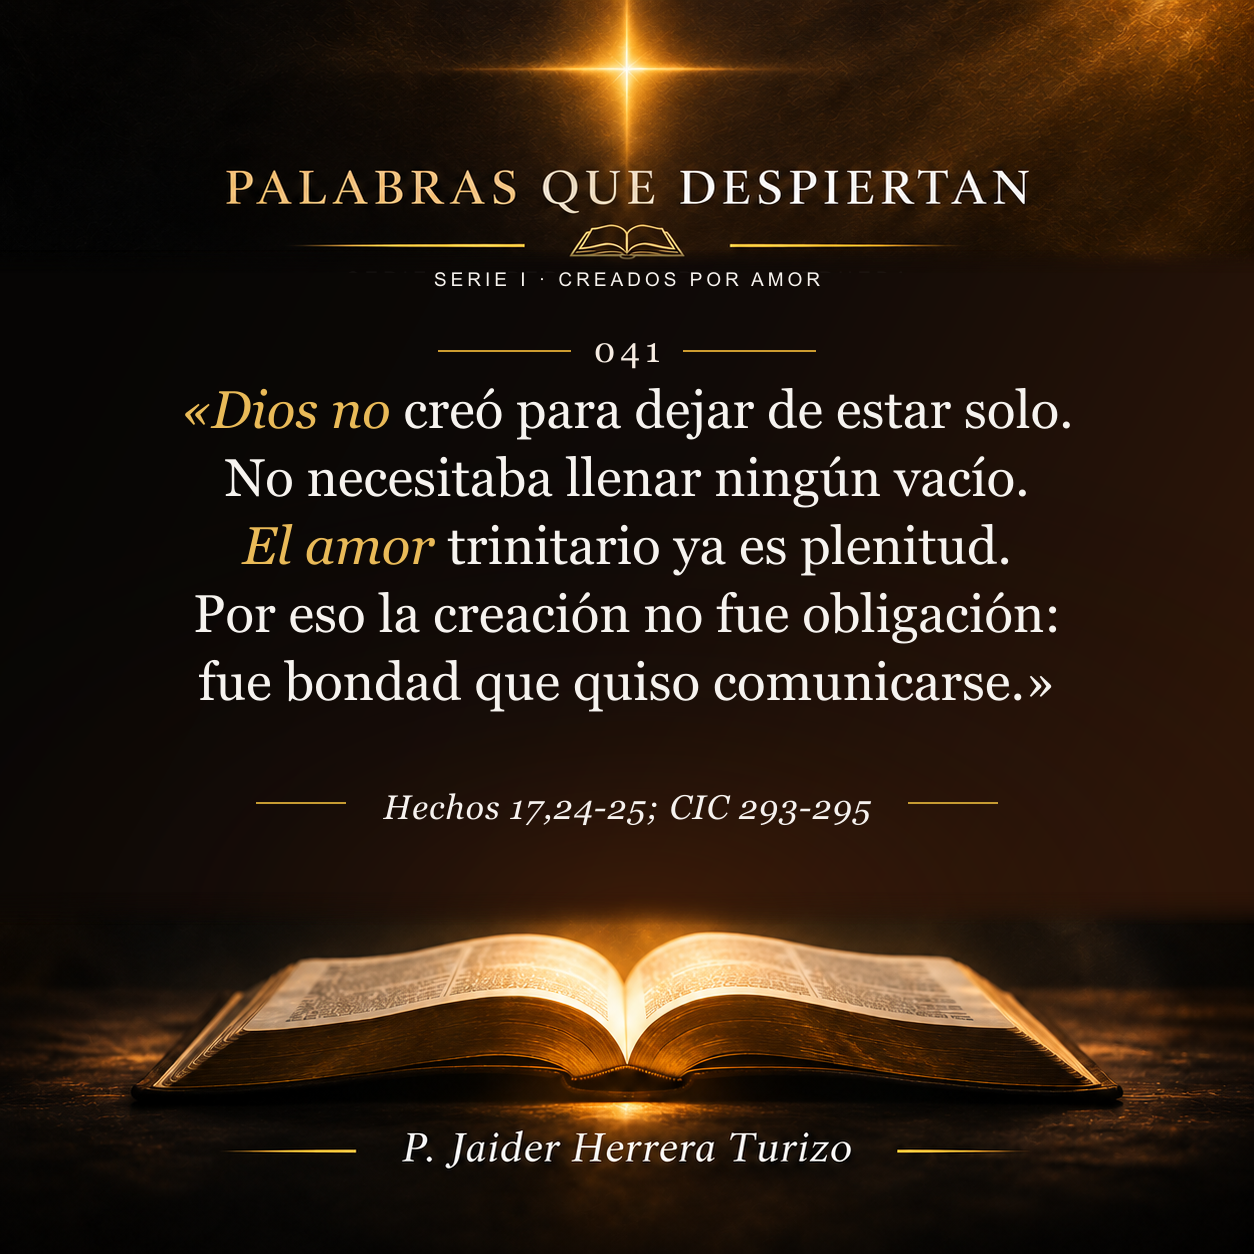 PALABRAS QUE DESPIERTAN
SERIE I · CREADOS POR AMOR
041
«Dios no creó para dejar de estar solo.
No necesitaba llenar ningún vacío.
El amor trinitario ya es plenitud.
Por eso la creación no fue obligación:
fue bondad que quiso comunicarse.»
Hechos 17,24-25; CIC 293-295
P. Jaider Herrera Turizo